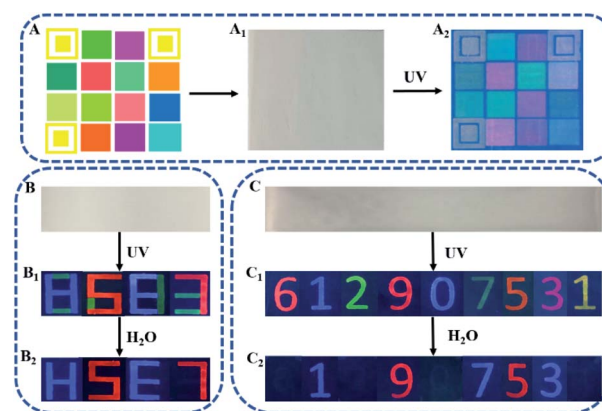 A A₁ A₂
UV
B C
UV UV
B₁ 8 5 8 3 C₁ 6 1 2 9 0 7 5 3 1
H₂O H₂O
B₂ H 5 E 7 C₂ 1 9 7 5 3